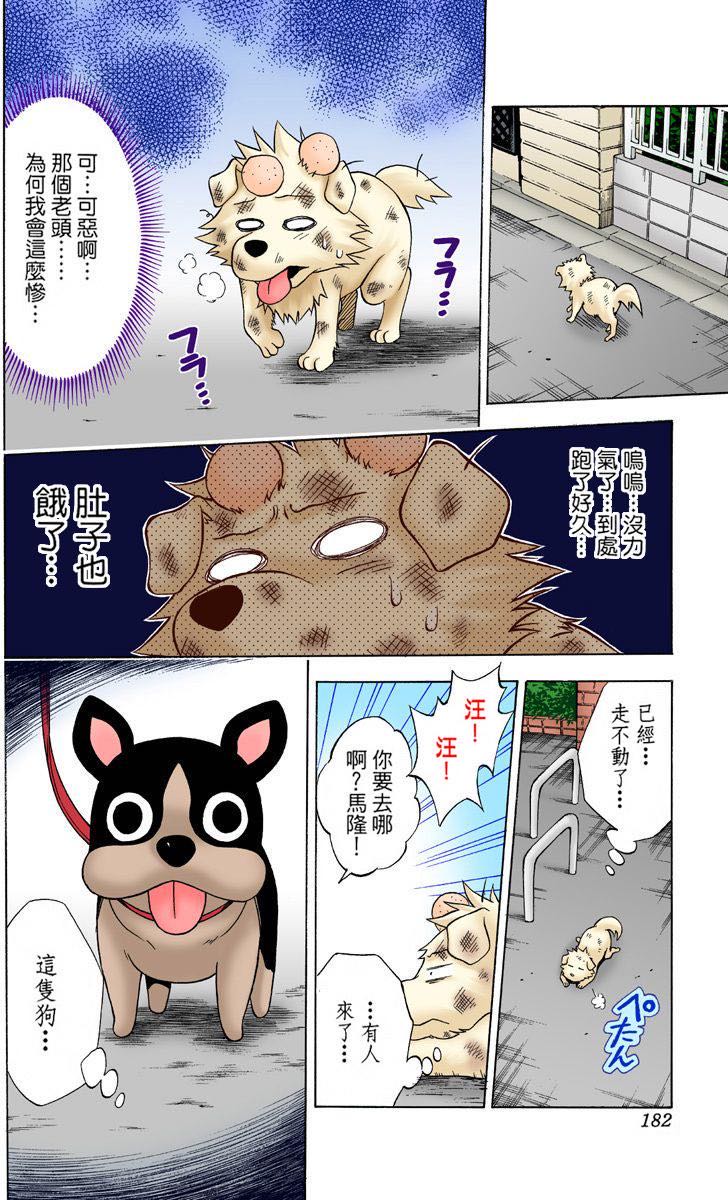 可…可惡啊…
那個老頭……
為何我會這麼慘…
フラ…
フラ…
嗚嗚…沒力
氣了…到處
跑了好久…
肚子也
餓了…
已經…
走不動了…
ぺたん
汪！
汪！
你要去哪
啊？馬隆！
…有人
來了…
這隻狗…
182